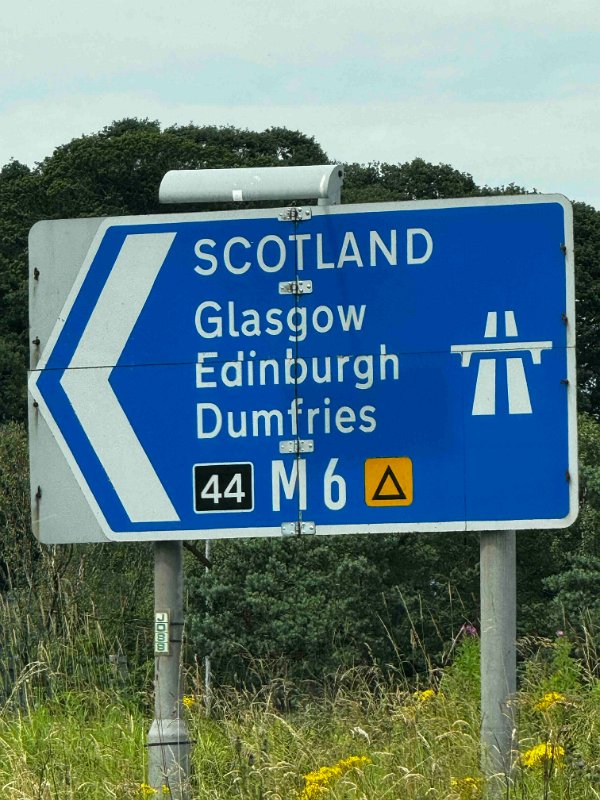 SCOTLAND
Glasgow
Edinburgh
Dumfries
44 M6
JOSS